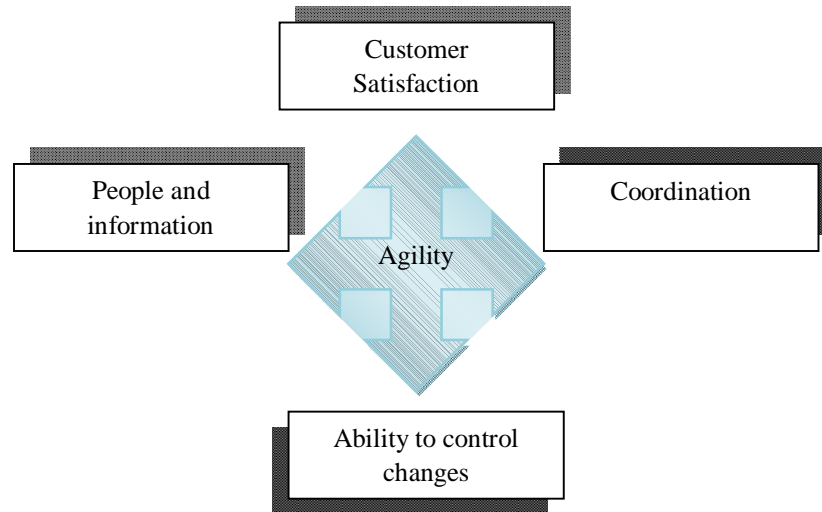 Customer
Satisfaction
People and
information
Coordination
Agility
Ability to control
changes